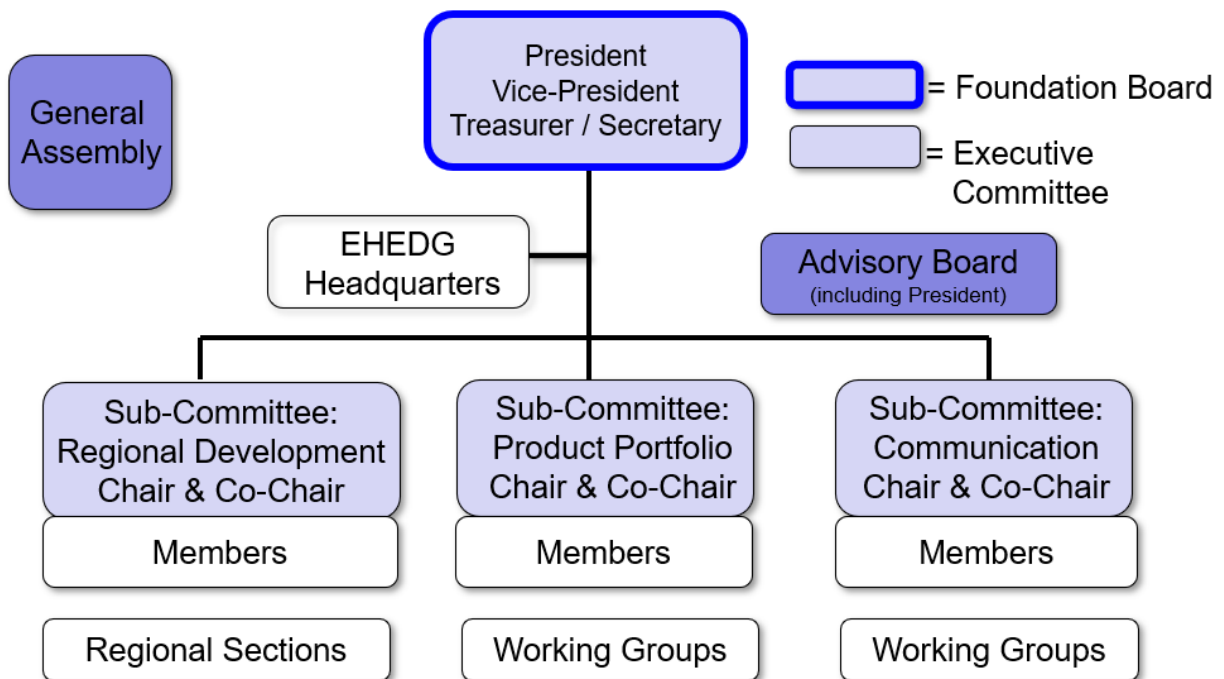 General
Assembly
President
Vice-President
Treasurer / Secretary
= Foundation Board
= Executive
Committee
EHEDG
Headquarters
Advisory Board
(including President)
Sub-Committee:
Regional Development
Chair & Co-Chair
Members
Regional Sections
Sub-Committee:
Product Portfolio
Chair & Co-Chair
Members
Working Groups
Sub-Committee:
Communication
Chair & Co-Chair
Members
Working Groups